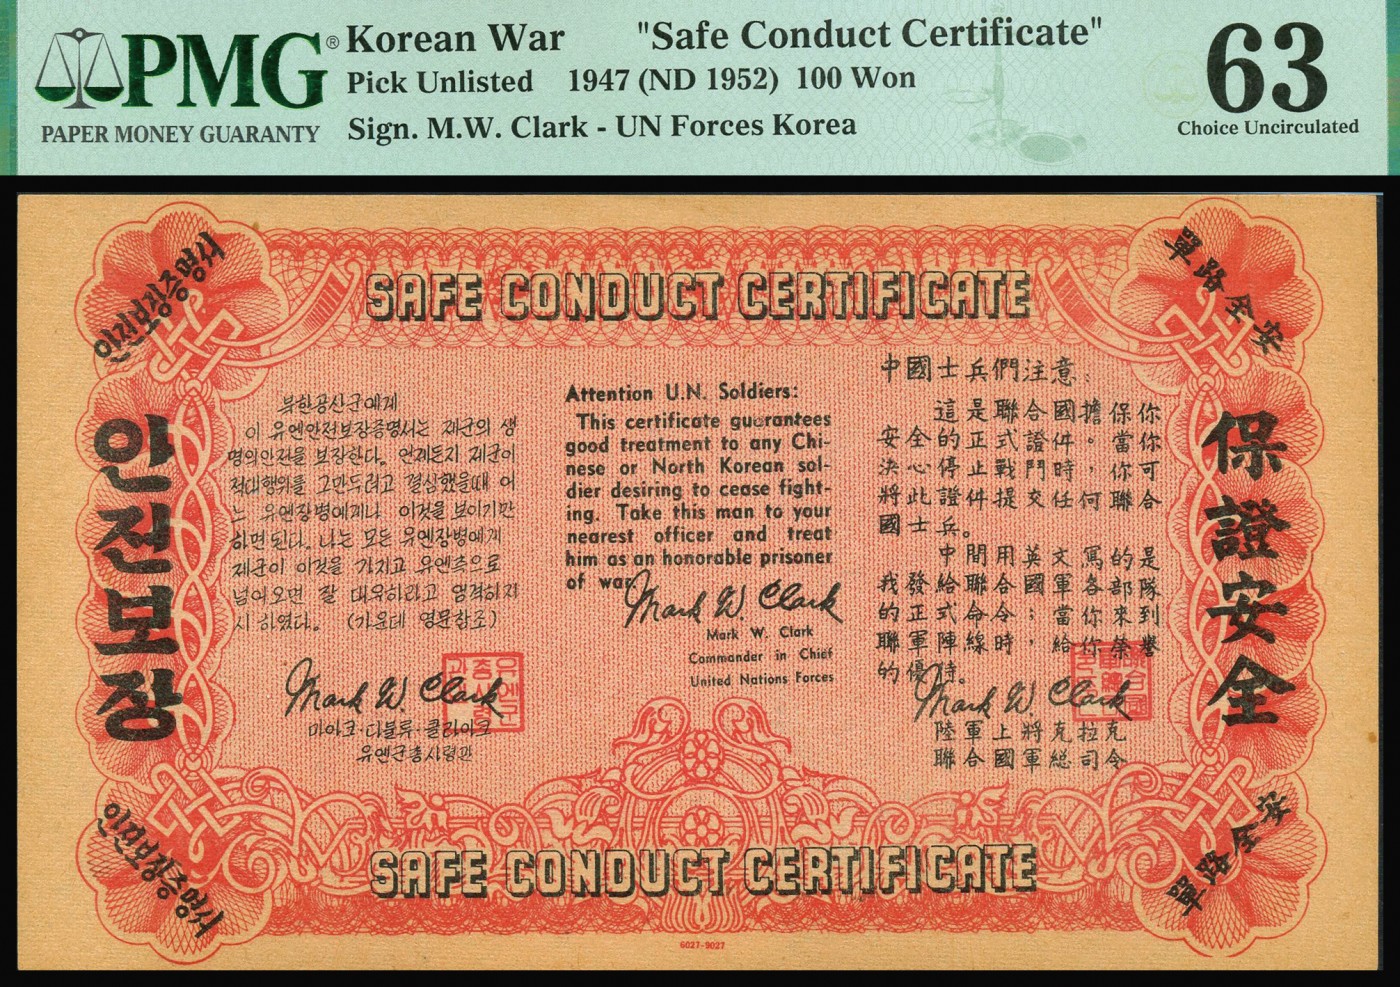 PMG® Korean War "Safe Conduct Certificate" 63
Pick Unlisted 1947 (ND 1952) 100 Won
PAPER MONEY GUARANTY Sign. M.W. Clark - UN Forces Korea Choice Uncirculated
안전보장증명서
SAFE CONDUCT CERTIFICATE
單路全安
안전보장
북한공산군에게
이 유엔안전보장증명서는 재군의 생
명의안전을 보장한다. 언제든지 재군이
적대행위를 그만두려고 결심했을때 어
느 유엔장병에게나 이것을 보이기만
하면 된다. 나는 모든 유엔장병에게
재군이 이것을 가지고 유엔측으로
넘어오면 잘 대우하라고 엄격하지
시 하였다. (가운데 영문참조)
Mark W. Clark
마아크·더블류·클라아크
유엔군총사령관
Attention U.N. Soldiers:
This certificate guarantees
good treatment to any Chi-
nese or North Korean sol-
dier desiring to cease fight-
ing. Take this man to your
nearest officer and treat
him as an honorable prisoner
of war.
Mark W. Clark
Mark W. Clark
Commander in Chief
United Nations Forces
中國士兵們注意:
這是聯合國擔保你
安全的正式證件。當你
決心停止戰鬥時,你可
將此證件提交任何聯合
國士兵。
中間用英文寫的是
我發給聯合國軍各部隊
的正式命令;當你來到
聯軍陣線時,給你榮譽
的優待。
Mark W. Clark
陸軍上將克拉克
聯合國軍總司令
保證安全
안전보장증명서
SAFE CONDUCT CERTIFICATE
單路全安
6027-9027